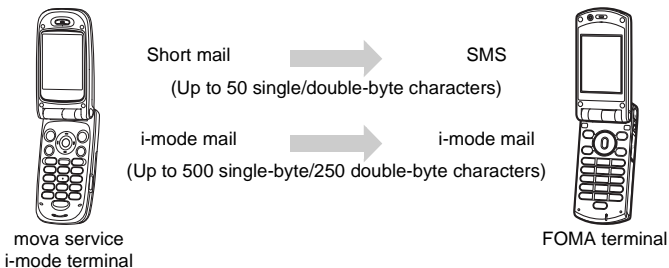 Short mail SMS
(Up to 50 single/double-byte characters)
i-mode mail i-mode mail
(Up to 500 single-byte/250 double-byte characters)
mova service
i-mode terminal
FOMA terminal